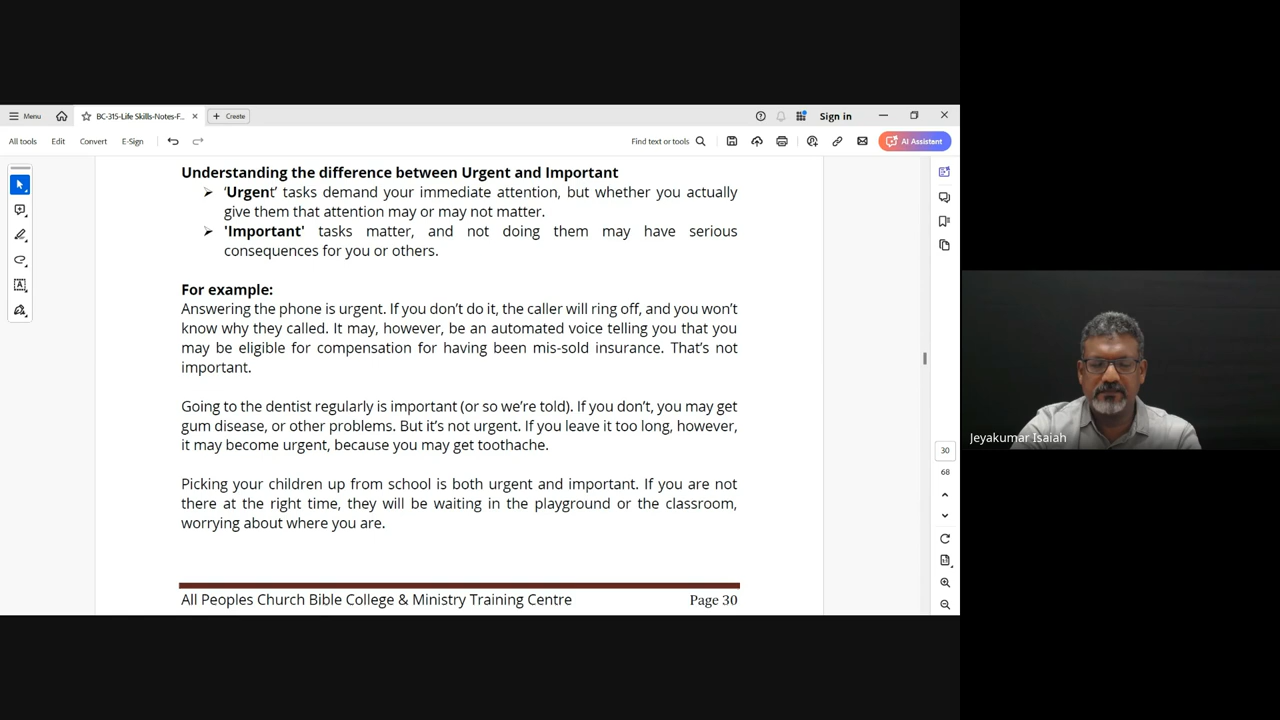 Menu
BC-315-Life Skills-Notes-F...
Create
Sign in
All tools
Edit
Convert
E-Sign
Find text or tools
AI Assistant
Understanding the difference between Urgent and Important
➢ ‘Urgent’ tasks demand your immediate attention, but whether you actually
give them that attention may or may not matter.
➢ 'Important' tasks matter, and not doing them may have serious
consequences for you or others.
For example:
Answering the phone is urgent. If you don’t do it, the caller will ring off, and you won’t
know why they called. It may, however, be an automated voice telling you that you
may be eligible for compensation for having been mis-sold insurance. That’s not
important.
Going to the dentist regularly is important (or so we’re told). If you don’t, you may get
gum disease, or other problems. But it’s not urgent. If you leave it too long, however,
it may become urgent, because you may get toothache.
Picking your children up from school is both urgent and important. If you are not
there at the right time, they will be waiting in the playground or the classroom,
worrying about where you are.
All Peoples Church Bible College & Ministry Training Centre Page 30
30
68
Jeyakumar Isaiah